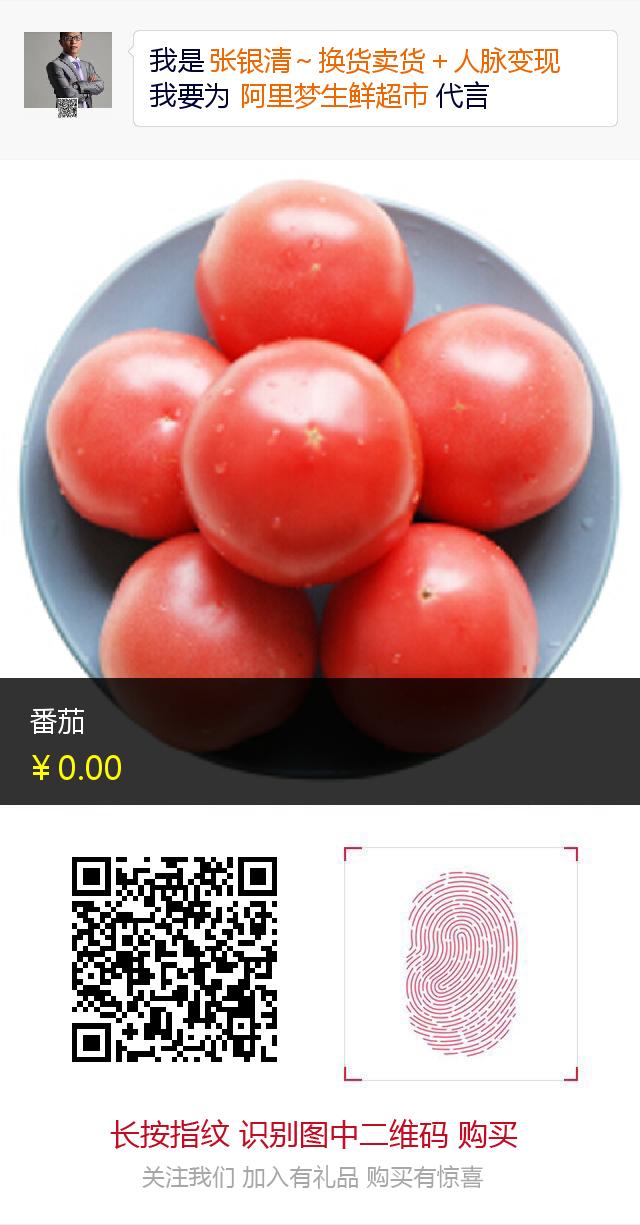 我是 张银清~换货卖货+人脉变现
我要为 阿里梦生鲜超市 代言
番茄
¥0.00
长按指纹 识别图中二维码 购买
关注我们 加入有礼品 购买有惊喜